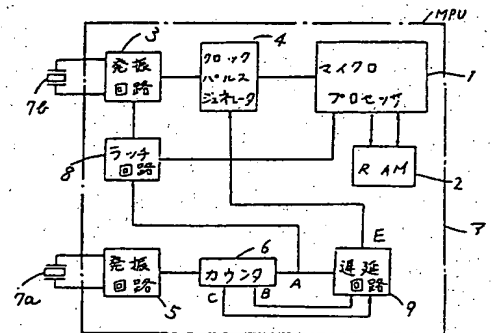 MPU
3
発振
回路
7b
4
クロック
パルス
ジェネレータ
マイクロ
プロセッサ
1
ラッチ
回路
8
RAM
2
7
E
6
カウンタ
A
B
C
遅延
回路
9
発振
回路
5
7a